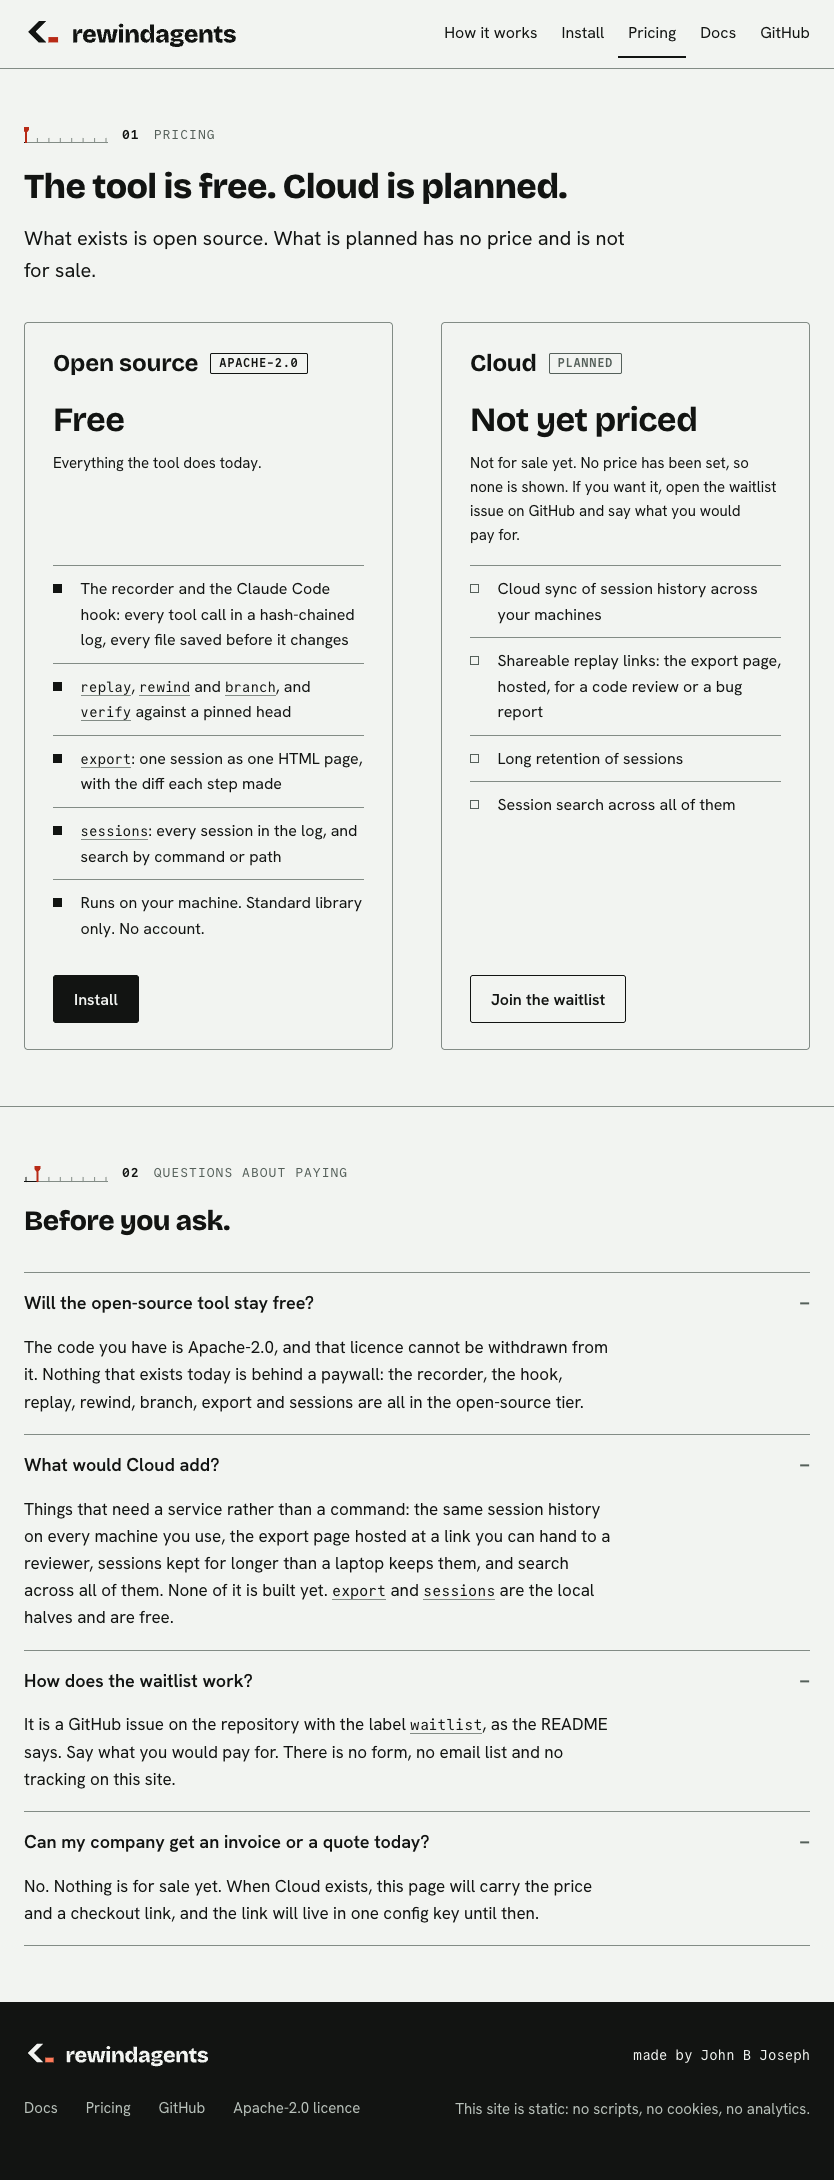 rewindagents
How it works Install Pricing Docs GitHub
01 PRICING
The tool is free. Cloud is planned.
What exists is open source. What is planned has no price and is not
for sale.
Open source APACHE-2.0
Free
Everything the tool does today.
The recorder and the Claude Code
hook: every tool call in a hash-chained
log, every file saved before it changes
replay, rewind and branch, and
verify against a pinned head
export: one session as one HTML page,
with the diff each step made
sessions: every session in the log, and
search by command or path
Runs on your machine. Standard library
only. No account.
Install
Cloud PLANNED
Not yet priced
Not for sale yet. No price has been set, so
none is shown. If you want it, open the waitlist
issue on GitHub and say what you would
pay for.
Cloud sync of session history across
your machines
Shareable replay links: the export page,
hosted, for a code review or a bug
report
Long retention of sessions
Session search across all of them
Join the waitlist
02 QUESTIONS ABOUT PAYING
Before you ask.
Will the open-source tool stay free? –
The code you have is Apache-2.0, and that licence cannot be withdrawn from
it. Nothing that exists today is behind a paywall: the recorder, the hook,
replay, rewind, branch, export and sessions are all in the open-source tier.
What would Cloud add? –
Things that need a service rather than a command: the same session history
on every machine you use, the export page hosted at a link you can hand to a
reviewer, sessions kept for longer than a laptop keeps them, and search
across all of them. None of it is built yet. export and sessions are the local
halves and are free.
How does the waitlist work? –
It is a GitHub issue on the repository with the label waitlist, as the README
says. Say what you would pay for. There is no form, no email list and no
tracking on this site.
Can my company get an invoice or a quote today? –
No. Nothing is for sale yet. When Cloud exists, this page will carry the price
and a checkout link, and the link will live in one config key until then.
rewindagents
made by John B Joseph
Docs Pricing GitHub Apache-2.0 licence
This site is static: no scripts, no cookies, no analytics.